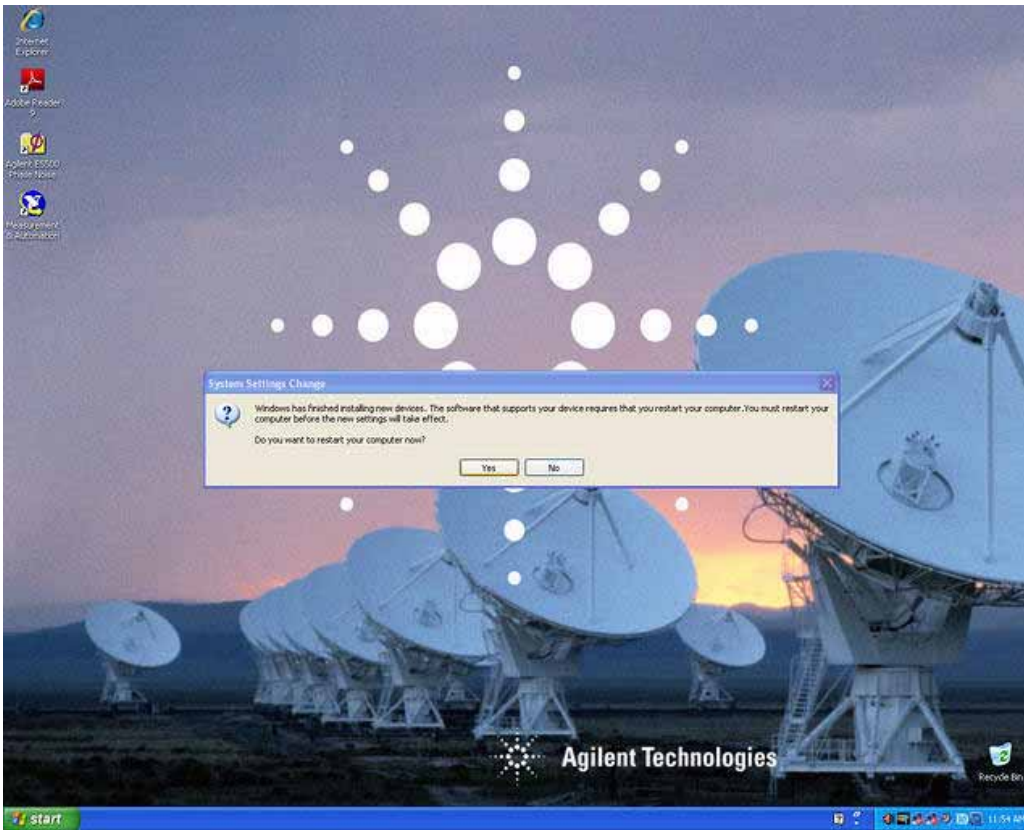 Internet
Explorer
Adobe Reader
9
Agilent E5500
Phase Noise
Measurement
& Automation
System Settings Change
Windows has finished installing new devices. The software that supports your device requires that you restart your computer.You must restart your
computer before the new settings will take effect.
Do you want to restart your computer now?
Yes
No
Agilent Technologies
Recycle Bin
start
11:54 AM